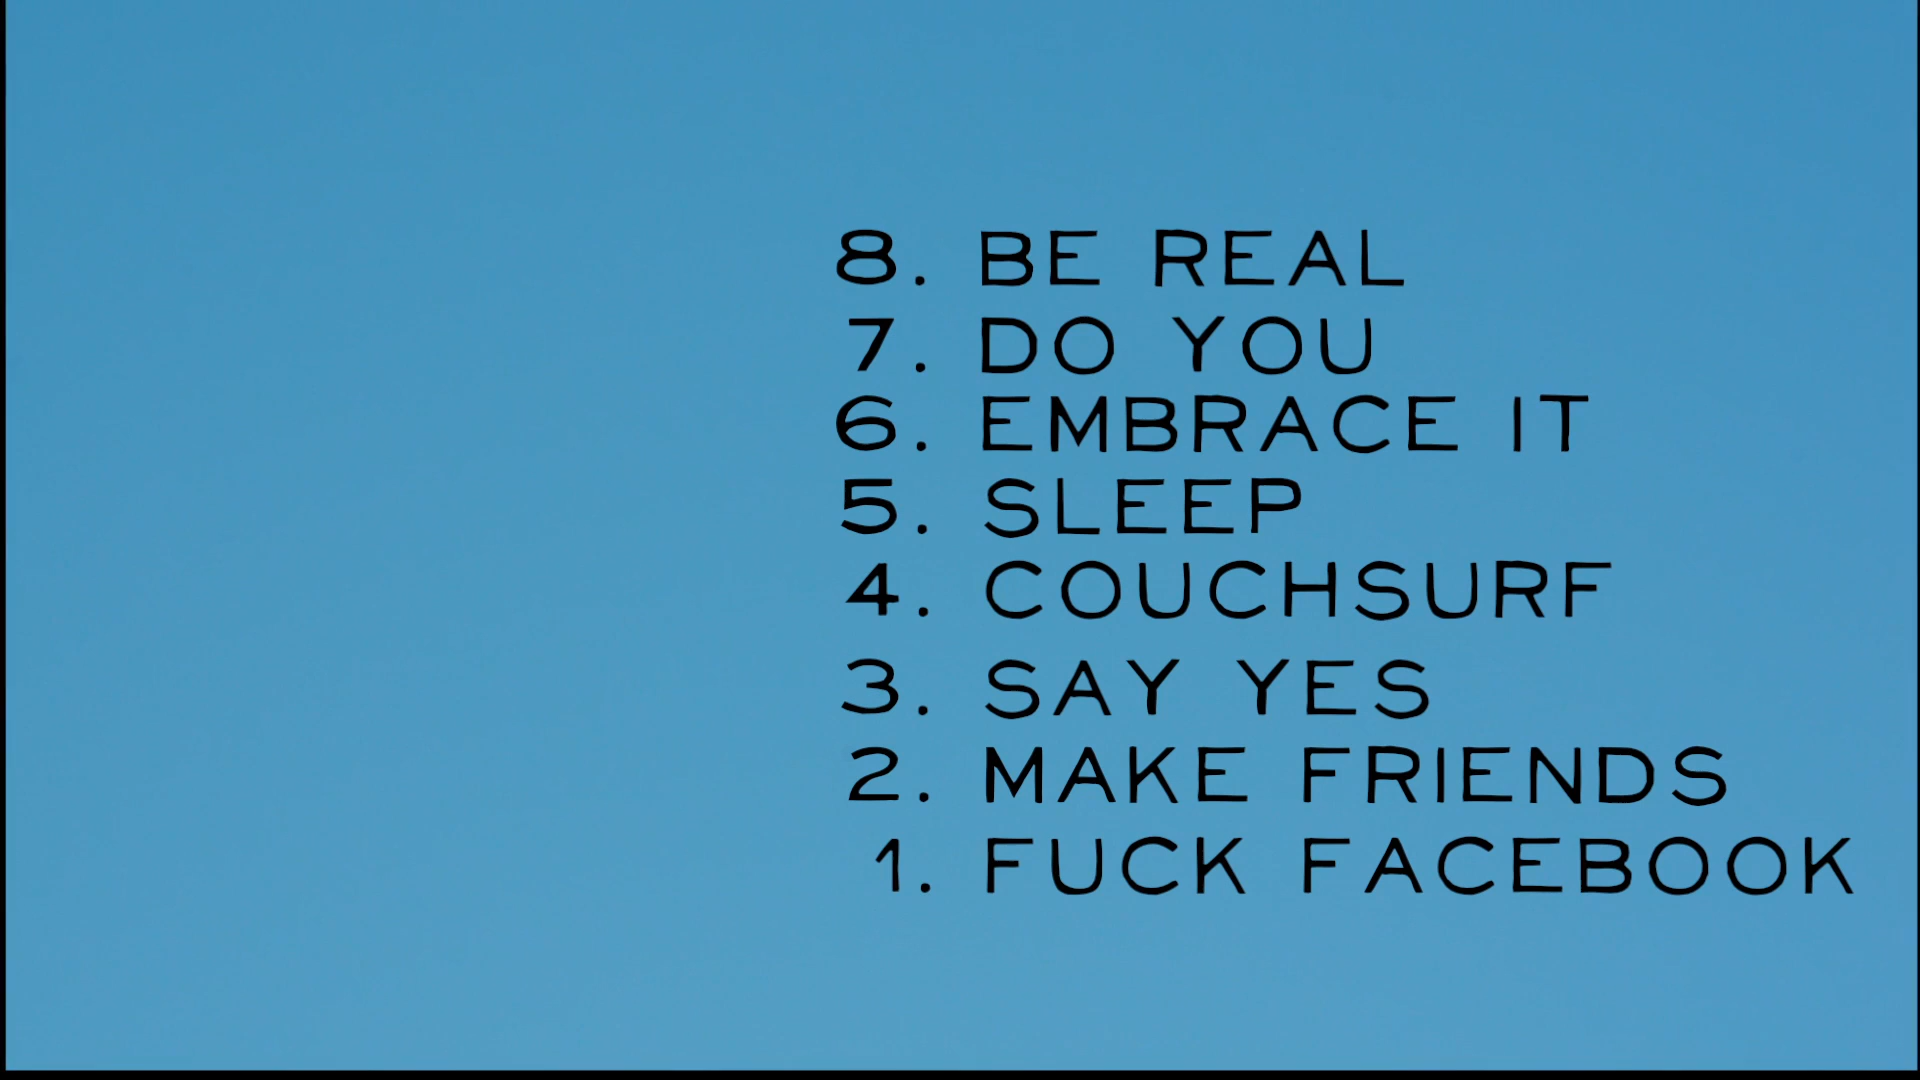 8. BE REAL
7. DO YOU
6. EMBRACE IT
5. SLEEP
4. COUCHSURF
3. SAY YES
2. MAKE FRIENDS
1. FUCK FACEBOOK